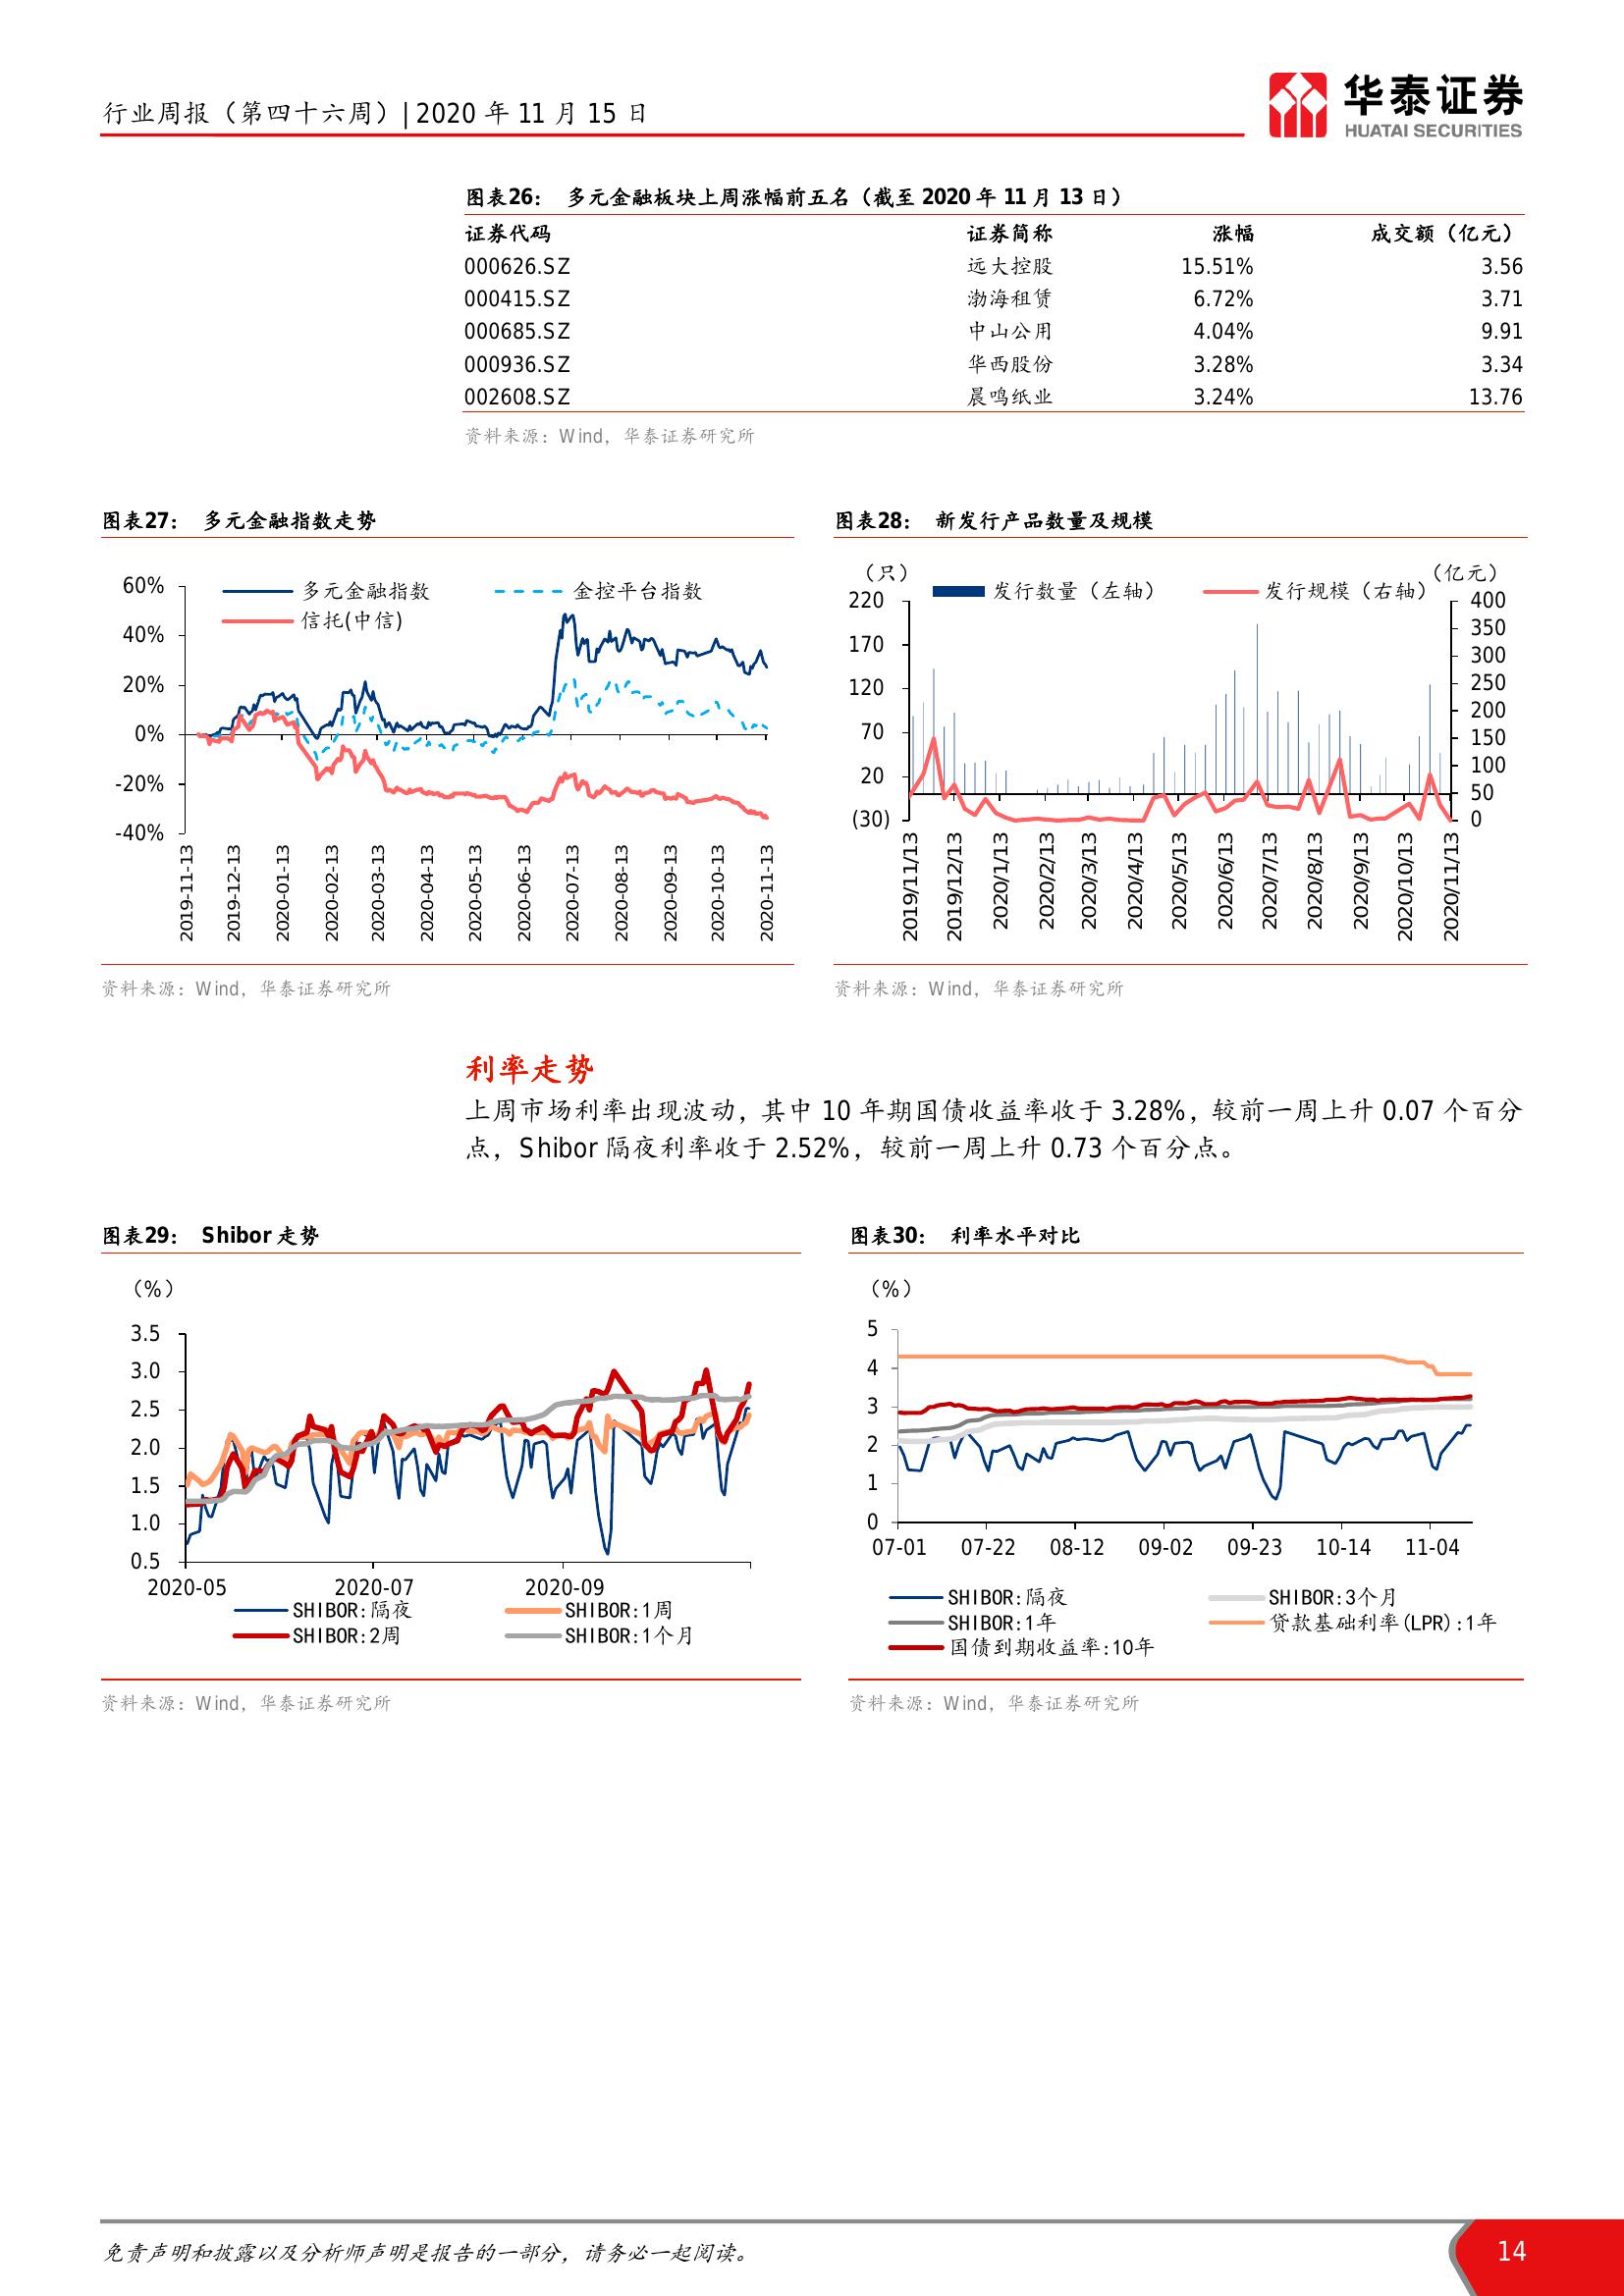 行业周报（第四十六周）| 2020 年 11 月 15 日
华泰证券
HUATAI SECURITIES
图表26： 多元金融板块上周涨幅前五名（截至 2020 年 11 月 13 日）
证券代码 证券简称 涨幅 成交额（亿元）
000626.SZ 远大控股 15.51% 3.56
000415.SZ 渤海租赁 6.72% 3.71
000685.SZ 中山公用 4.04% 9.91
000936.SZ 华西股份 3.28% 3.34
002608.SZ 晨鸣纸业 3.24% 13.76
资料来源：Wind，华泰证券研究所
图表27： 多元金融指数走势
60%
40%
20%
0%
-20%
-40%
多元金融指数 金控平台指数
信托(中信)
2019-11-13
2019-12-13
2020-01-13
2020-02-13
2020-03-13
2020-04-13
2020-05-13
2020-06-13
2020-07-13
2020-08-13
2020-09-13
2020-10-13
2020-11-13
资料来源：Wind，华泰证券研究所
图表28： 新发行产品数量及规模
（只） （亿元）
发行数量（左轴） 发行规模（右轴）
220
170
120
70
20
(30)
400
350
300
250
200
150
100
50
0
2019/11/13
2019/12/13
2020/1/13
2020/2/13
2020/3/13
2020/4/13
2020/5/13
2020/6/13
2020/7/13
2020/8/13
2020/9/13
2020/10/13
2020/11/13
资料来源：Wind，华泰证券研究所
利率走势
上周市场利率出现波动，其中 10 年期国债收益率收于 3.28%，较前一周上升 0.07 个百分
点，Shibor 隔夜利率收于 2.52%，较前一周上升 0.73 个百分点。
图表29： Shibor 走势
（%）
3.5
3.0
2.5
2.0
1.5
1.0
0.5
2020-05 2020-07 2020-09
SHIBOR:隔夜 SHIBOR:1周
SHIBOR:2周 SHIBOR:1个月
资料来源：Wind，华泰证券研究所
图表30： 利率水平对比
（%）
5
4
3
2
1
0
07-01 07-22 08-12 09-02 09-23 10-14 11-04
SHIBOR:隔夜 SHIBOR:3个月
SHIBOR:1年 贷款基础利率(LPR):1年
国债到期收益率:10年
资料来源：Wind，华泰证券研究所
免责声明和披露以及分析师声明是报告的一部分，请务必一起阅读。
14